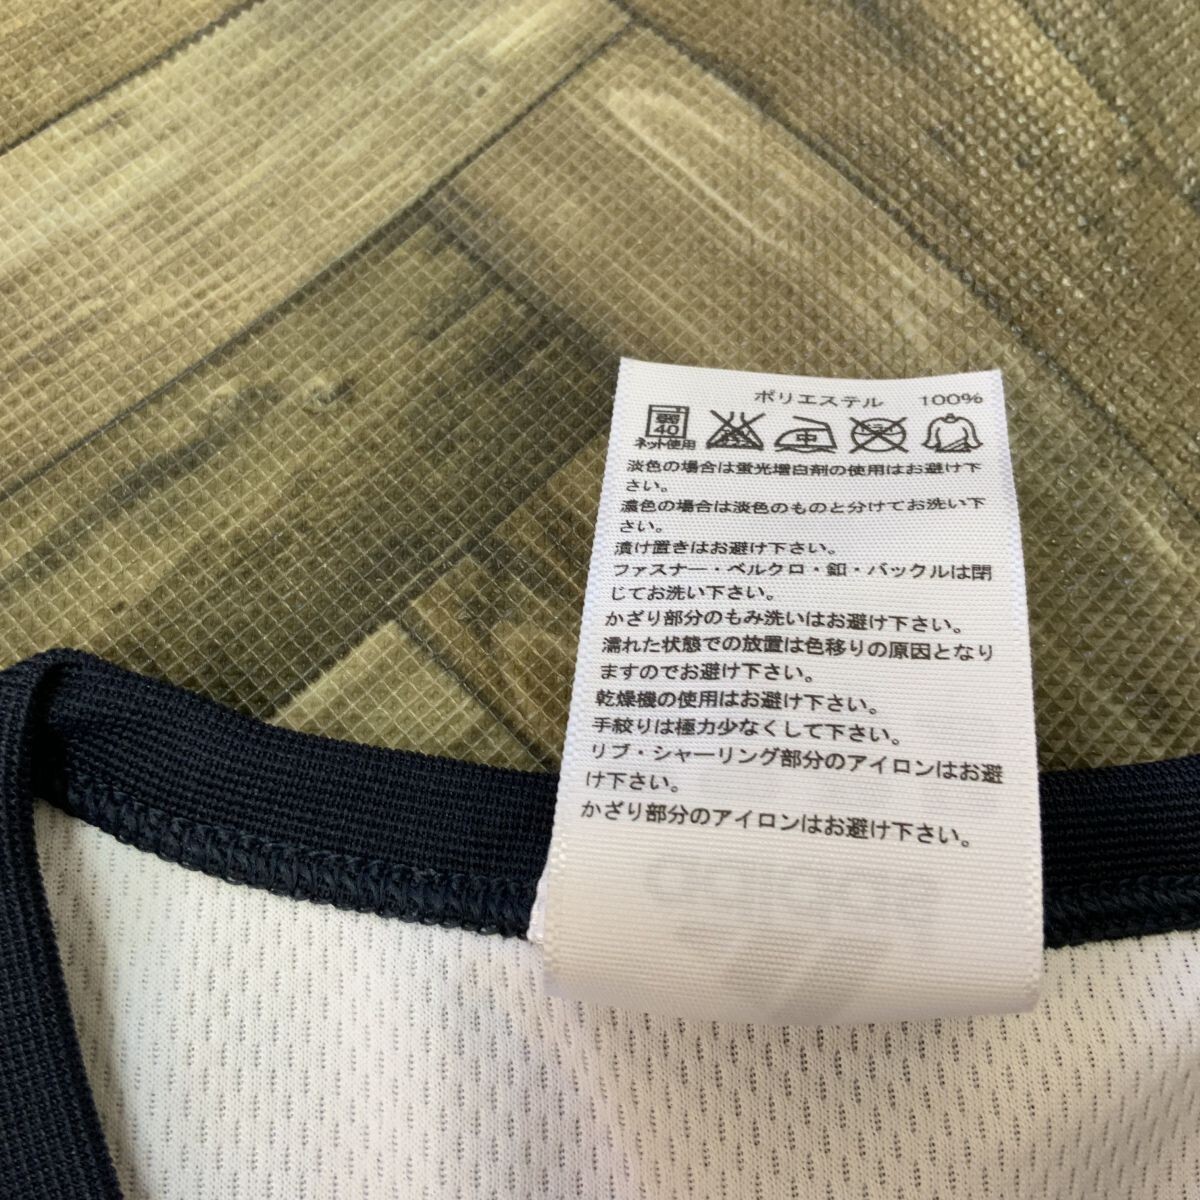 ポリエステル 100%
弱
40 中
ネット使用
淡色の場合は蛍光増白剤の使用はお避け下
さい。
濃色の場合は淡色のものと分けてお洗い下
さい。
漬け置きはお避け下さい。
ファスナー・ベルクロ・釦・バックルは閉
じてお洗い下さい。
かざり部分のもみ洗いはお避け下さい。
濡れた状態での放置は色移りの原因となり
ますのでお避け下さい。
乾燥機の使用はお避け下さい。
手絞りは極力少なくして下さい。
リブ・シャーリング部分のアイロンはお避
け下さい。
かざり部分のアイロンはお避け下さい。